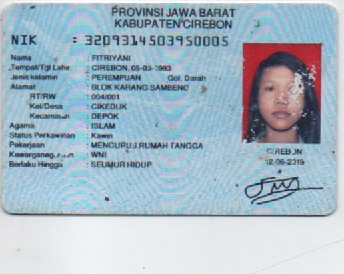 PROVINSI JAWA BARAT
KABUPATEN CIREBON
NIK : 3209314503950005
Nama : FITRIYANI
Tempat/Tgl Lahir : CIREBON, 05-03-1993
Jenis kelamin : PEREMPUAN Gol. Darah
Alamat : BLOK KARANG SAMBENG
RT/RW : 004/001
Kel/Desa : CIKEDUK
Kecamatan : DEPOK
Agama : ISLAM
Status Perkawinan : Kawin
Pekerjaan : MENGURUS RUMAH TANGGA
Kewarganegaraan : WNI
Berlaku Hingga : SEUMUR HIDUP
CIREBON
12-06-2019